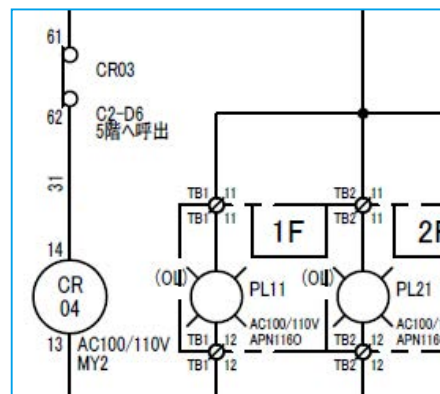 61
CR03
62
C2-D6
5階へ呼出
31
14
CR
04
13
AC100/110V
MY2
TB1
11
TB1
11
1F
(OL)
PL11
AC100/110V
APN116O
TB1
12
TB1
12
TB2
11
TB2
11
2F
(OL)
PL21
AC100/
APN116
TB2
12
TB2
12